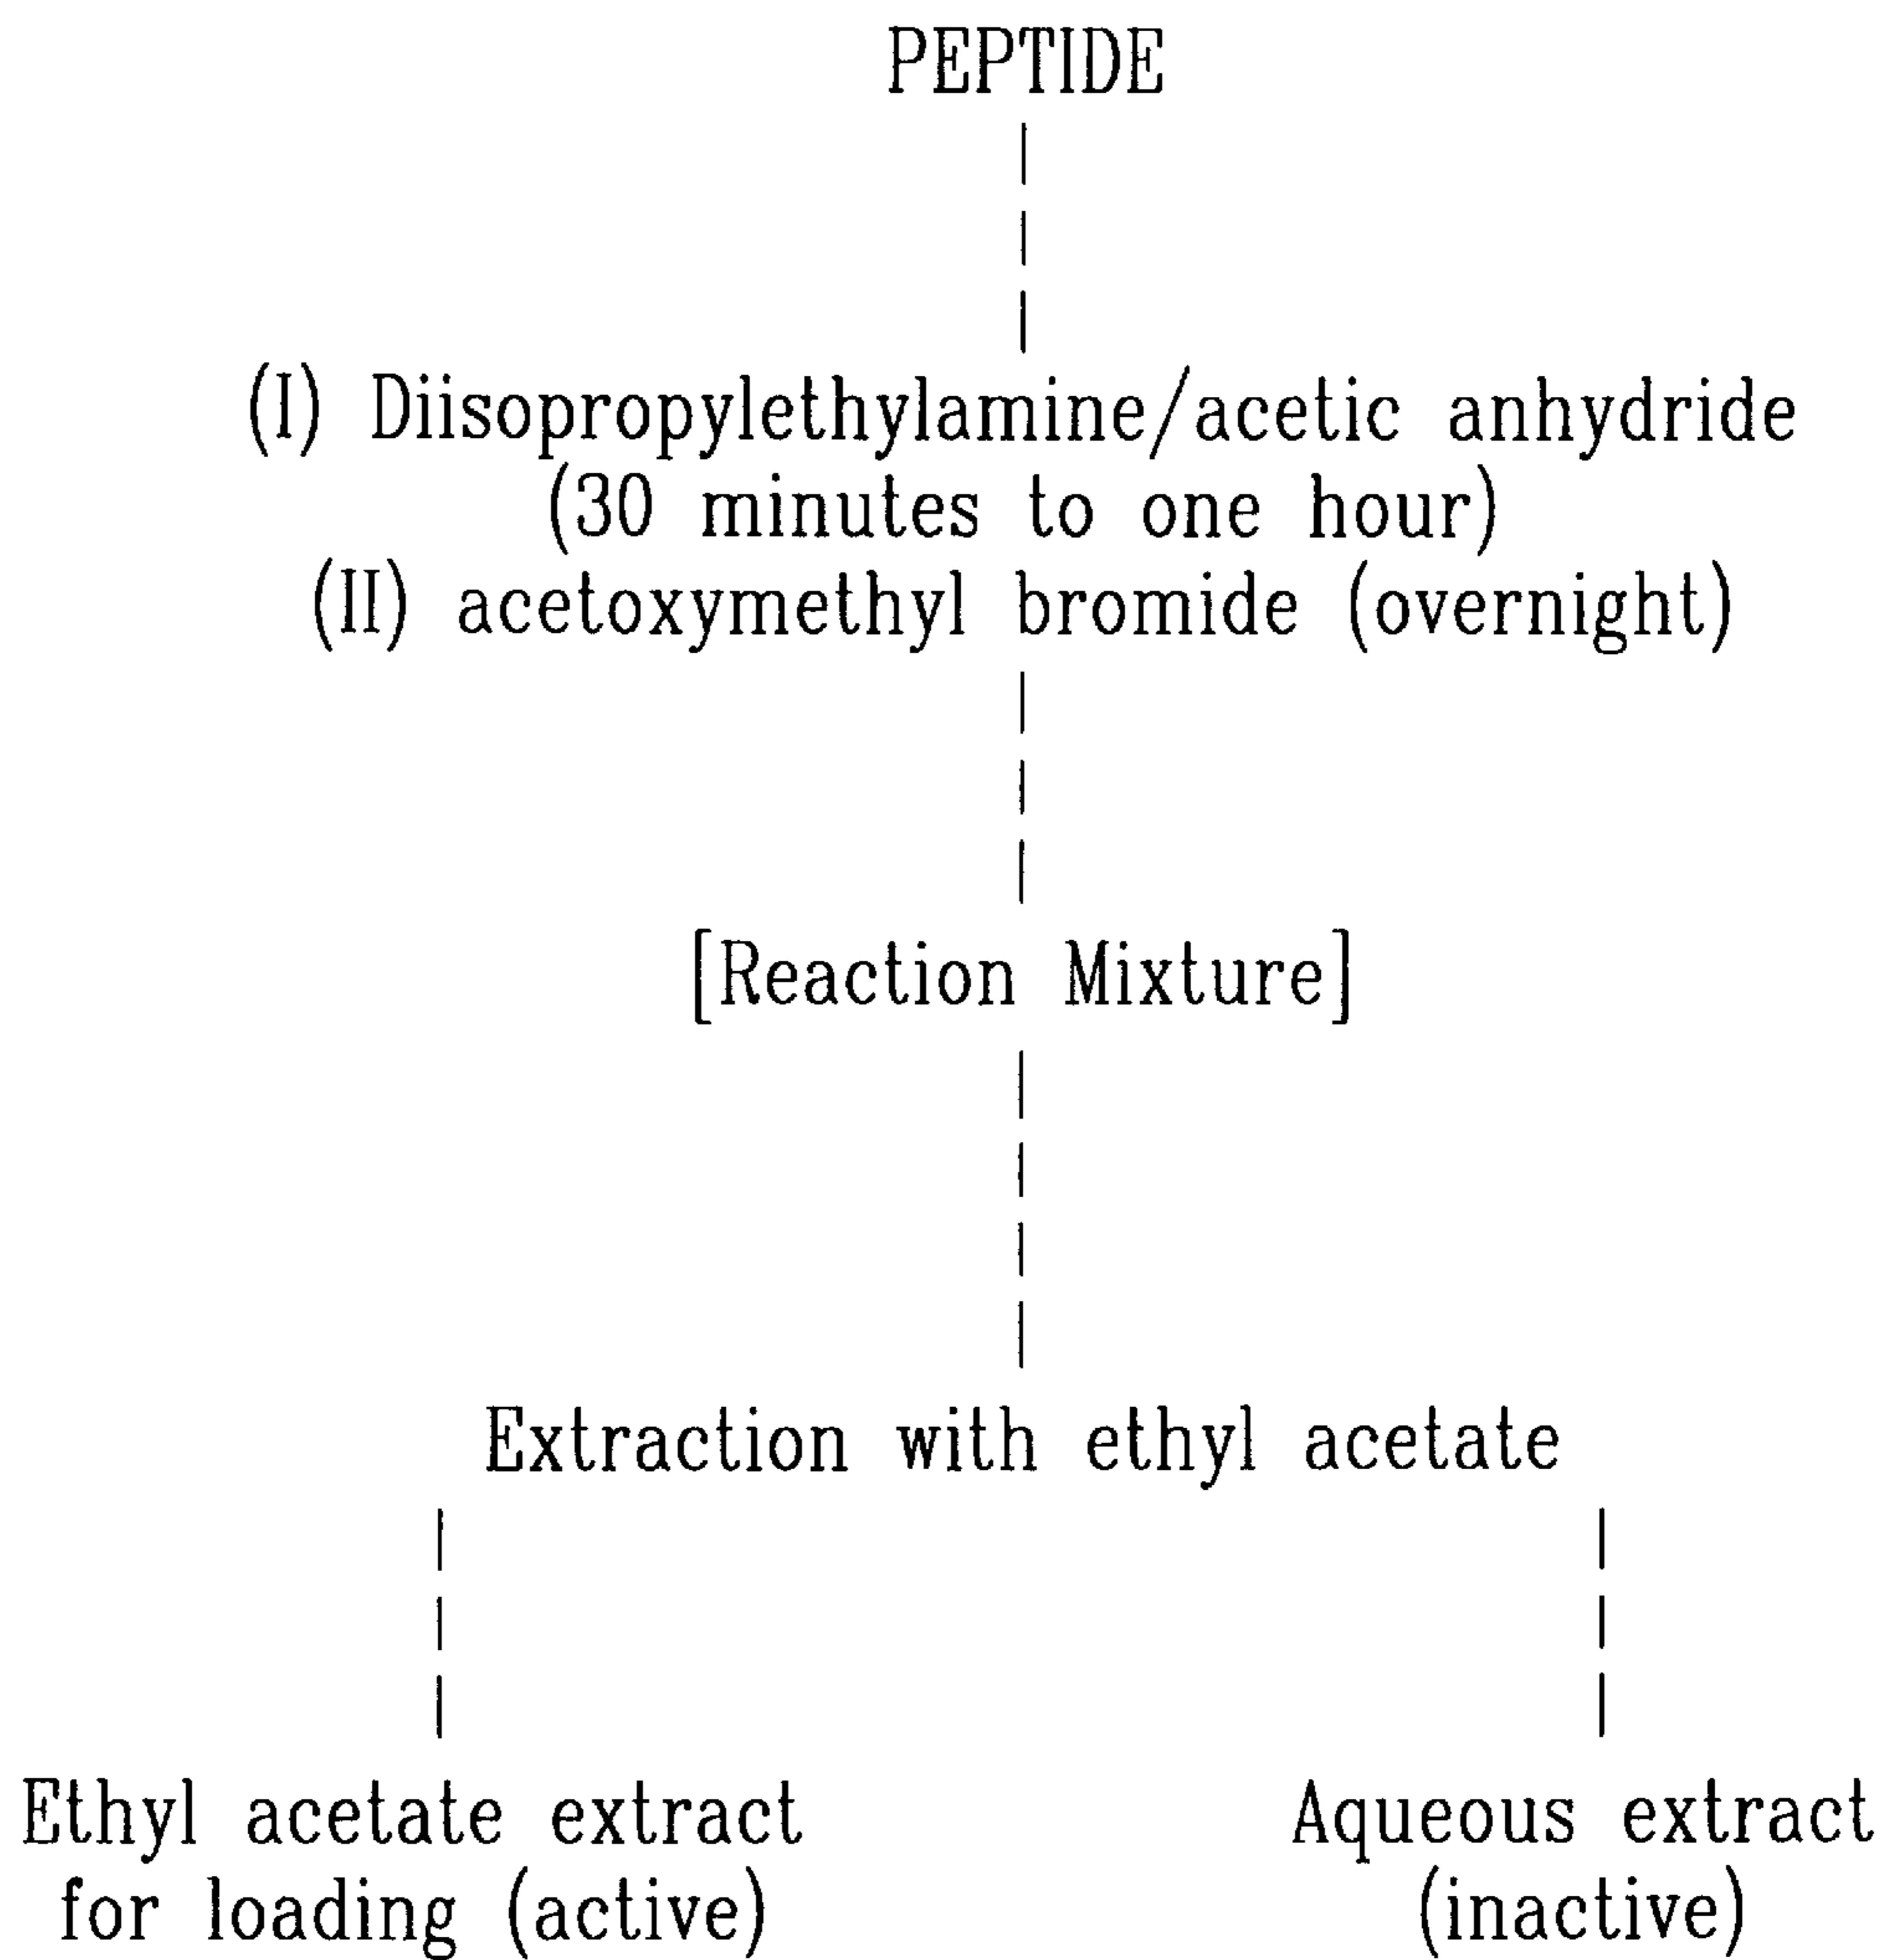 PEPTIDE
(I) Diisopropylethylamine/acetic anhydride
(30 minutes to one hour)
(II) acetoxymethyl bromide (overnight)
[Reaction Mixture]
Extraction with ethyl acetate
Ethyl acetate extract
for loading (active)
Aqueous extract
(inactive)